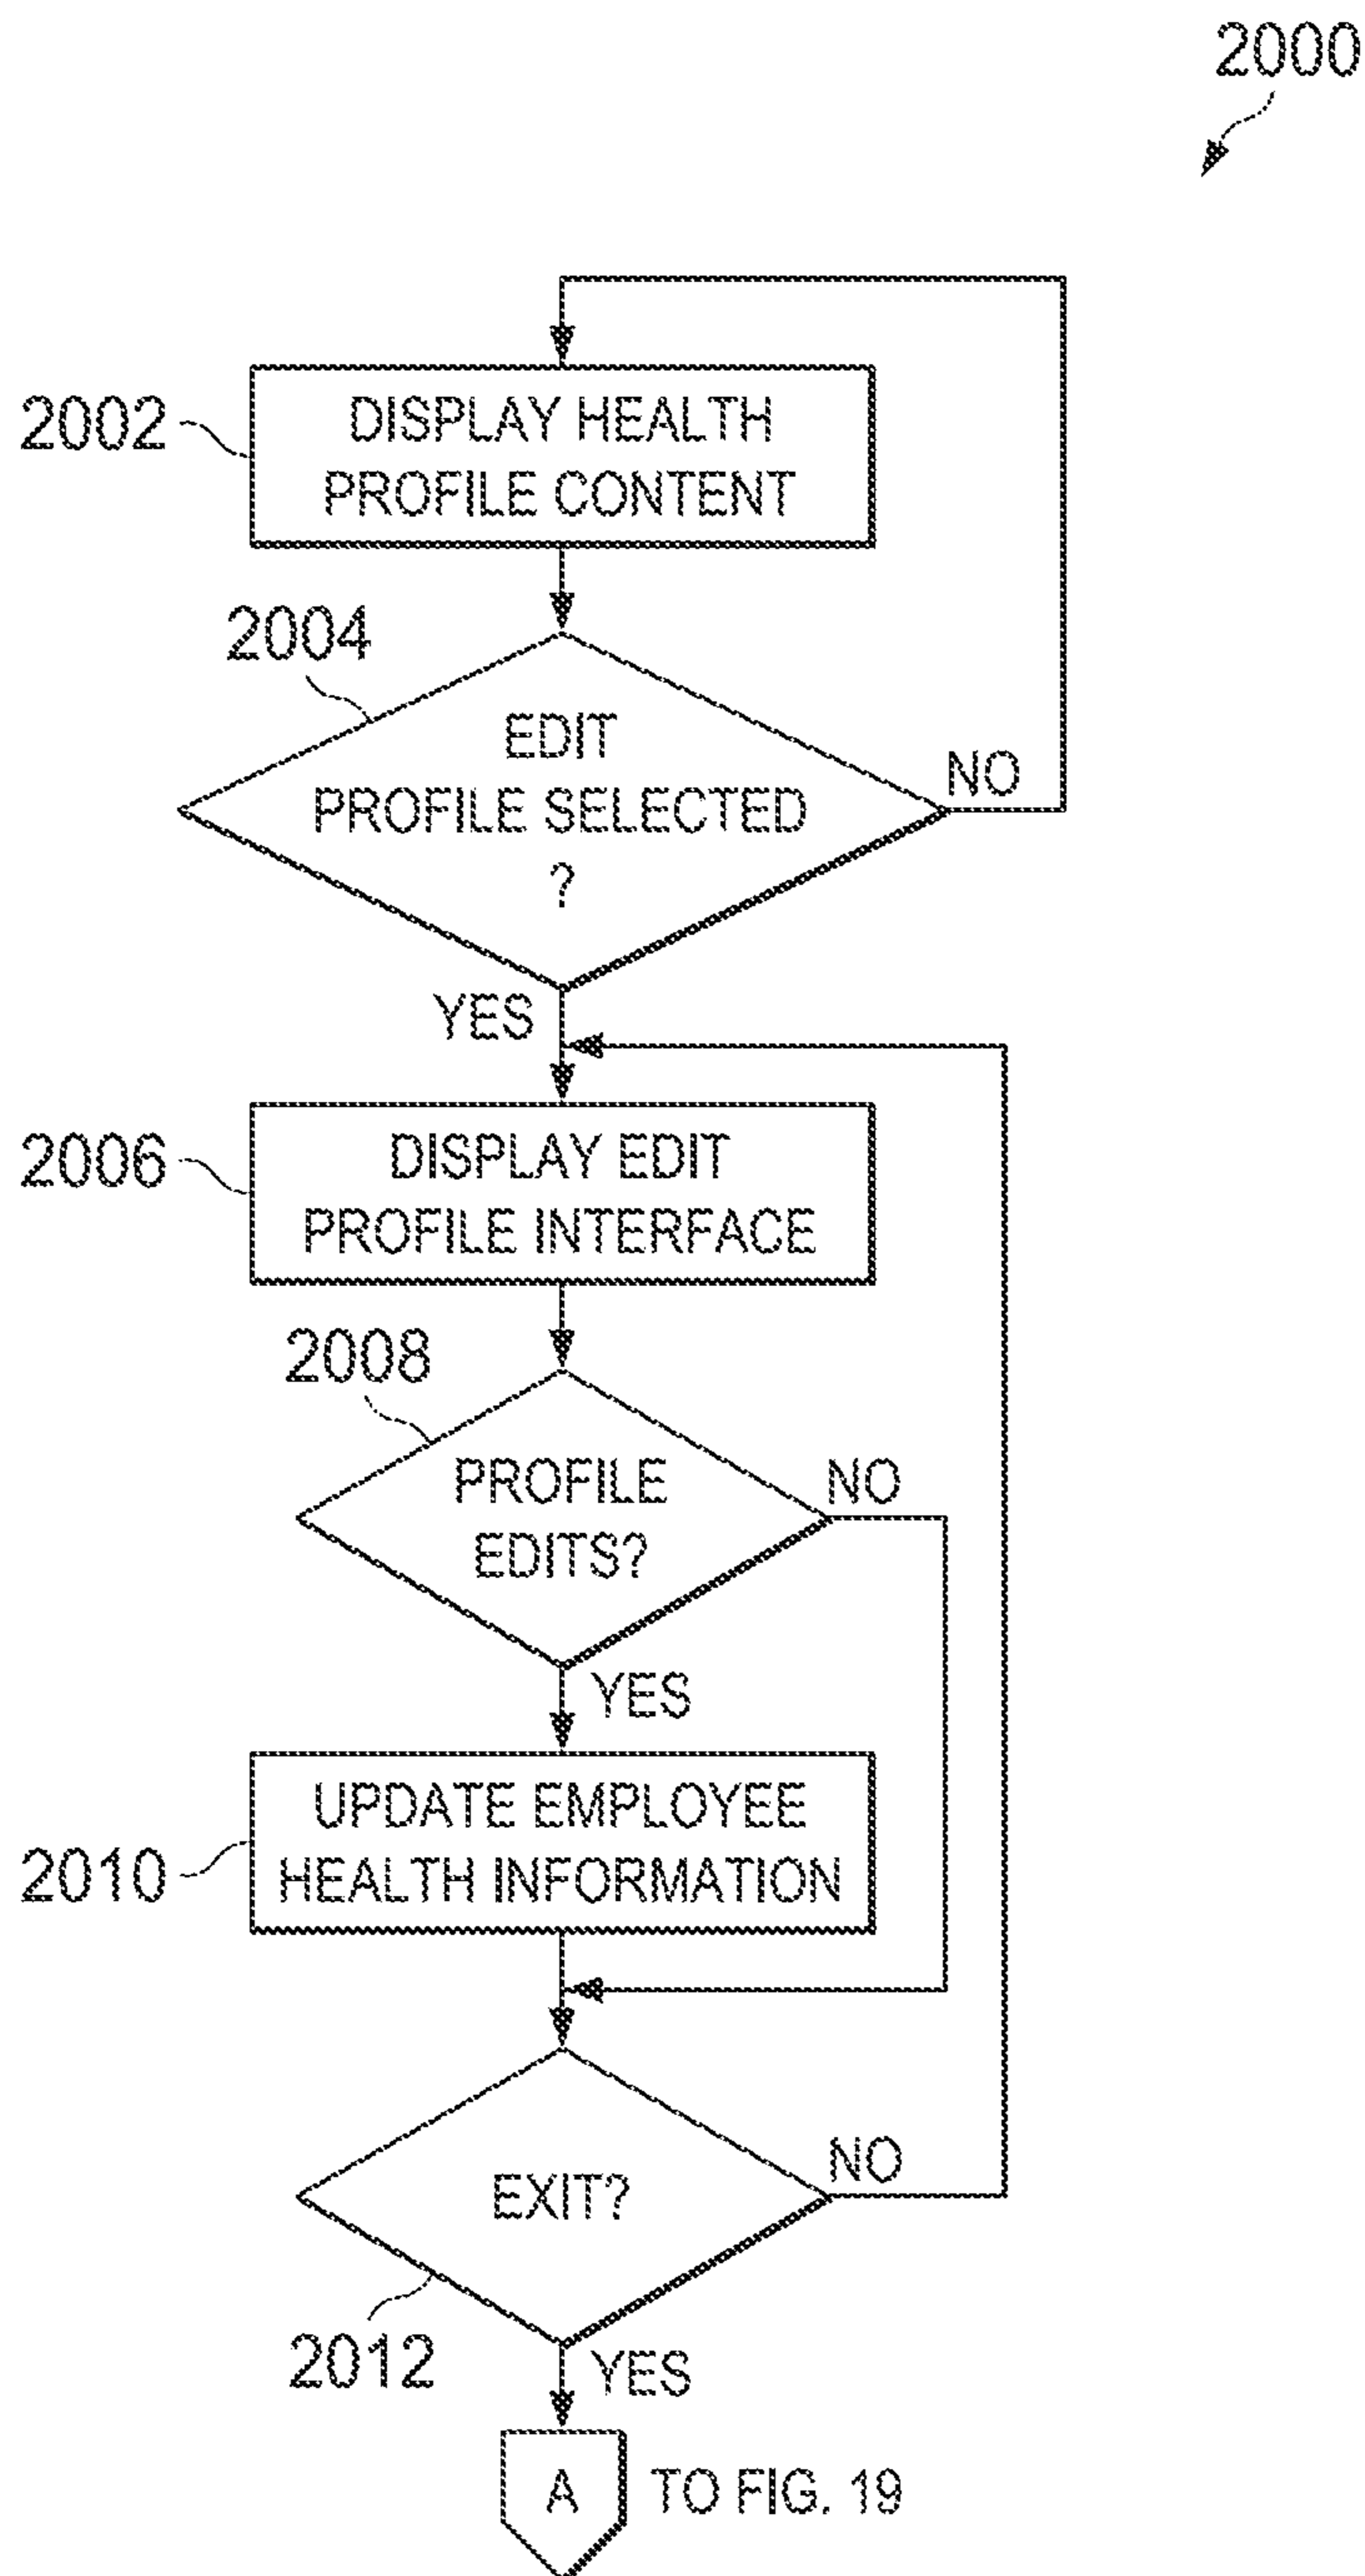 2000
2002
DISPLAY HEALTH
PROFILE CONTENT
2004
EDIT
PROFILE SELECTED
?
NO
YES
2006
DISPLAY EDIT
PROFILE INTERFACE
2008
PROFILE
EDITS?
NO
YES
2010
UPDATE EMPLOYEE
HEALTH INFORMATION
EXIT?
NO
2012
YES
A
TO FIG. 19